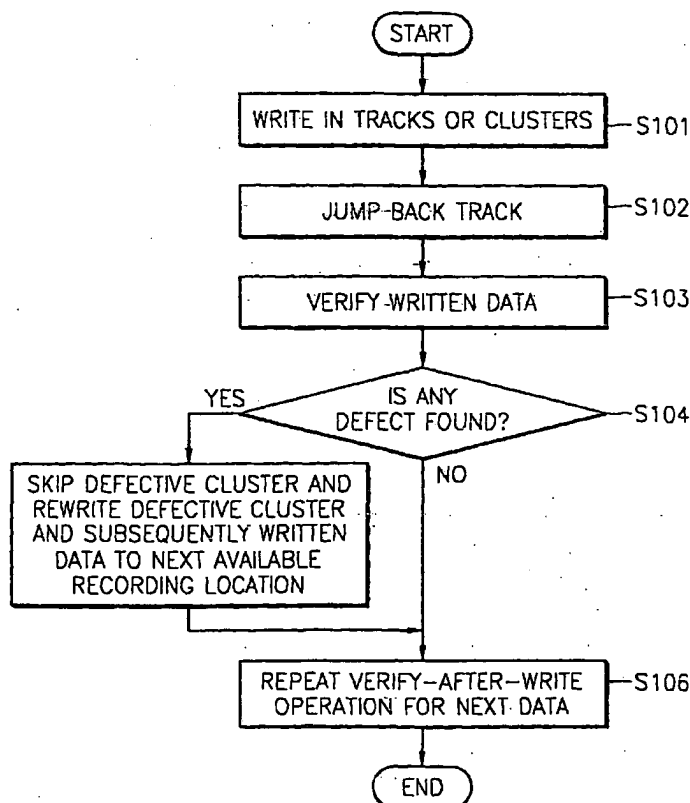 START
WRITE IN TRACKS OR CLUSTERS
S101
JUMP-BACK TRACK
S102
VERIFY-WRITTEN DATA
S103
IS ANY
DEFECT FOUND?
S104
YES
NO
SKIP DEFECTIVE CLUSTER AND
REWRITE DEFECTIVE CLUSTER
AND SUBSEQUENTLY WRITTEN
DATA TO NEXT AVAILABLE
RECORDING LOCATION
REPEAT VERIFY-AFTER-WRITE
OPERATION FOR NEXT DATA
S106
END